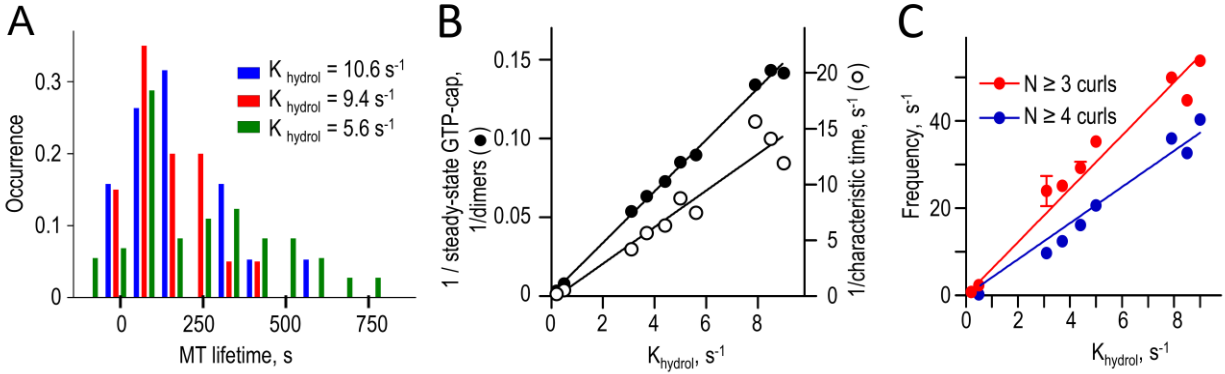 A
0.3
0.2
0.1
0
Occurrence
K hydrol = 10.6 s⁻¹
K hydrol = 9.4 s⁻¹
K hydrol = 5.6 s⁻¹
0 250 500 750
MT lifetime, s
B
0.15
0.10
0.05
0
1 / steady-state GTP-cap,
1/dimers (●)
20
15
10
5
0
1/characteristic time, s⁻¹ (o)
0 2 4 6 8
Khydrol, s⁻¹
C
40
20
0
Frequency, s⁻¹
N ≥ 3 curls
N ≥ 4 curls
0 2 4 6 8
Khydrol, s⁻¹